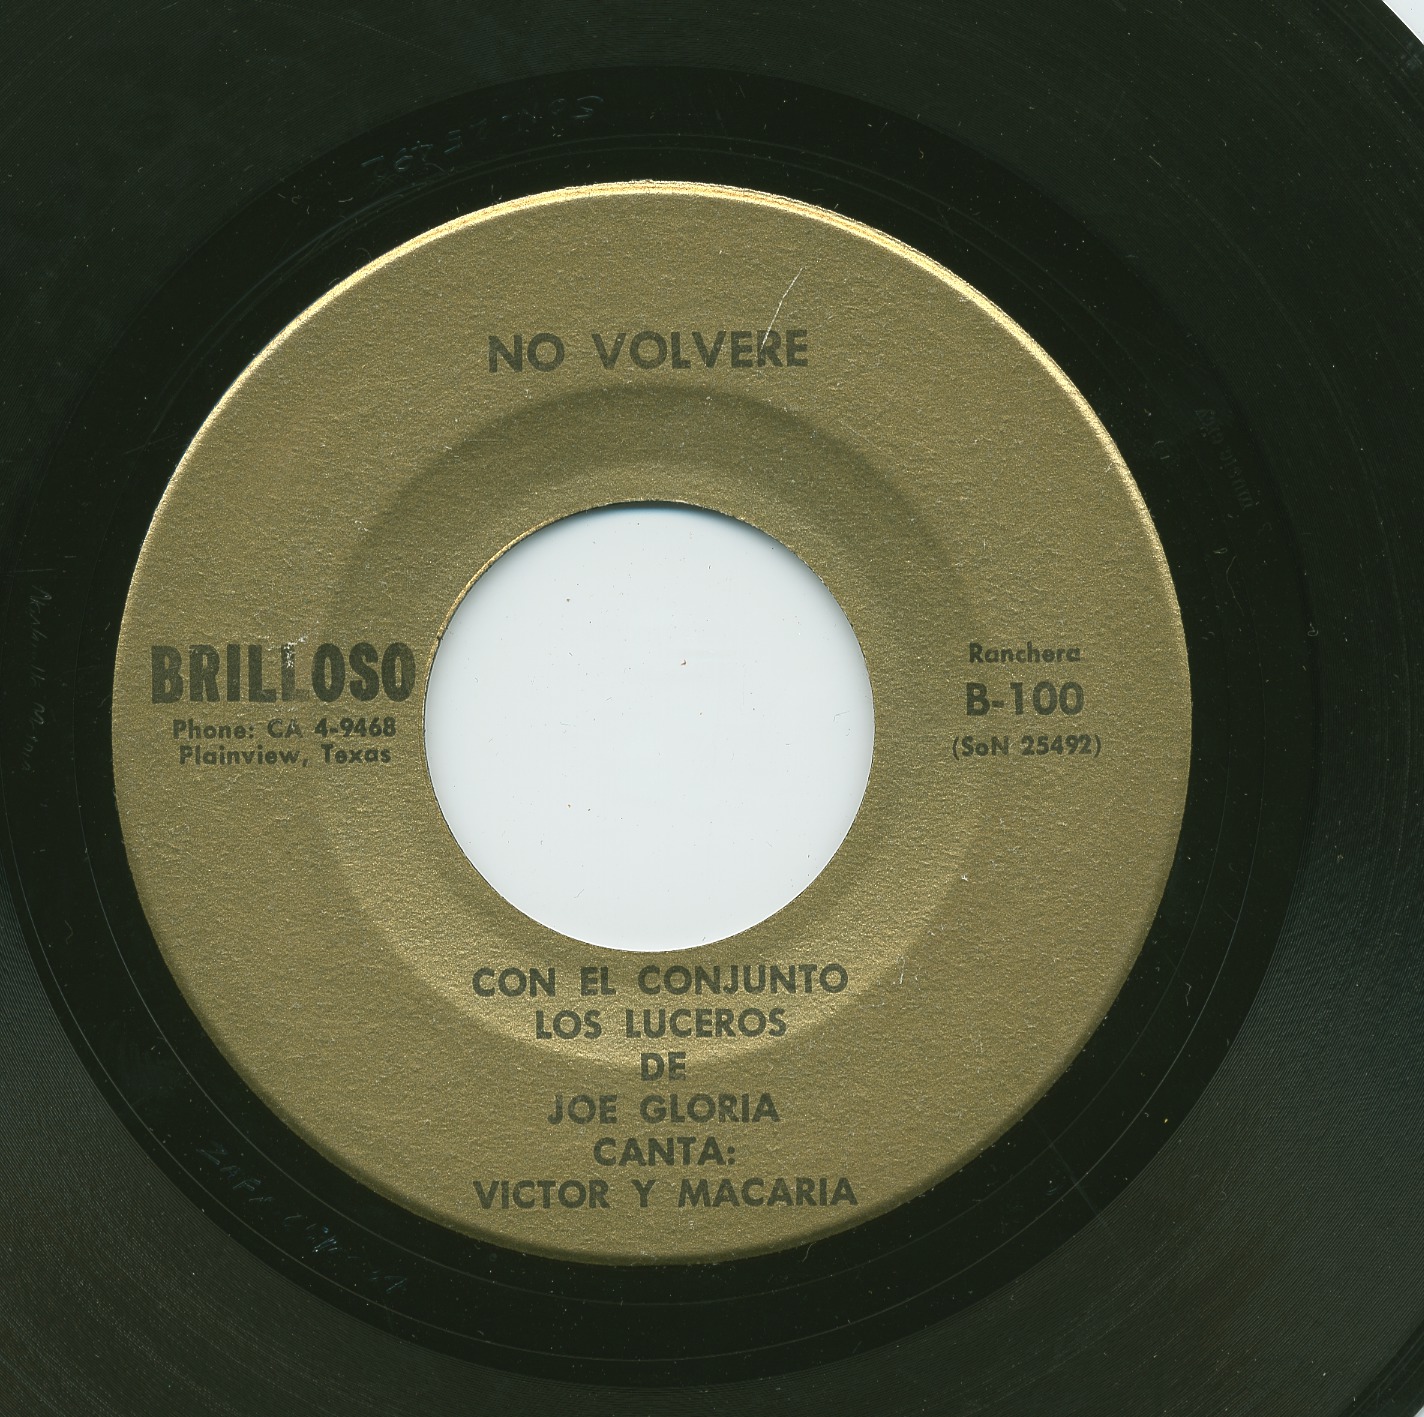 NO VOLVERE
BRILLOSO
Phone: CA 4-9468
Plainview, Texas
Ranchera
B-100
(SoN 25492)
CON EL CONJUNTO
LOS LUCEROS
DE
JOE GLORIA
CANTA:
VICTOR Y MACARIA